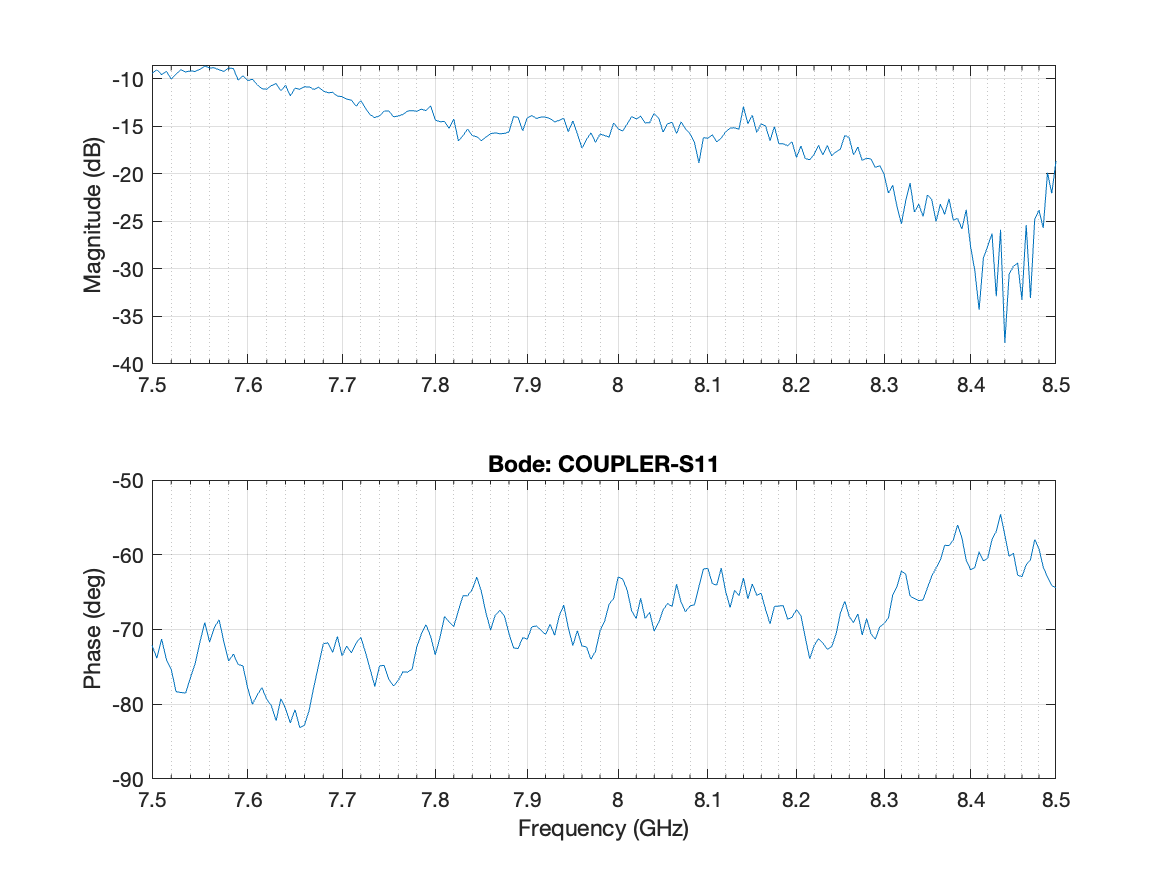 -10
-15
-20
-25
-30
-35
-40
Magnitude (dB)
7.5 7.6 7.7 7.8 7.9 8 8.1 8.2 8.3 8.4 8.5
Bode: COUPLER-S11
-50
-60
-70
-80
-90
Phase (deg)
7.5 7.6 7.7 7.8 7.9 8 8.1 8.2 8.3 8.4 8.5
Frequency (GHz)